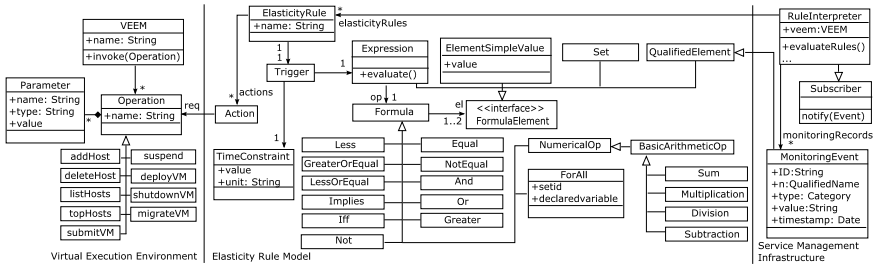 VEEM
+name: String
+invoke(Operation)
*
Parameter
+name: String
+type: String
+value
*
Operation
+name: String
req
addHost
suspend
deleteHost
deployVM
listHosts
shutdownVM
topHosts
migrateVM
submitVM
Virtual Execution Environment
ElasticityRule
+name: String
*
elasticityRules
1
1
Trigger
1
*
actions
Action
1
TimeConstraint
+value
+unit: String
Expression
+evaluate()
op
1
Formula
ElementSimpleValue
+value
Set
QualifiedElement
el
1..2
<<interface>>
FormulaElement
Less
Equal
GreaterOrEqual
NotEqual
LessOrEqual
And
Implies
Or
Iff
Greater
Not
NumericalOp
BasicArithmeticOp
ForAll
+setid
+declaredvariable
Sum
Multiplication
Division
Subtraction
Elasticity Rule Model
RuleInterpreter
+veem:VEEM
+evaluateRules()
...
Subscriber
notify(Event)
monitoringRecords
*
MonitoringEvent
+ID:String
+n:QualifiedName
+type: Category
+value:String
+timestamp: Date
Service Management
Infrastructure